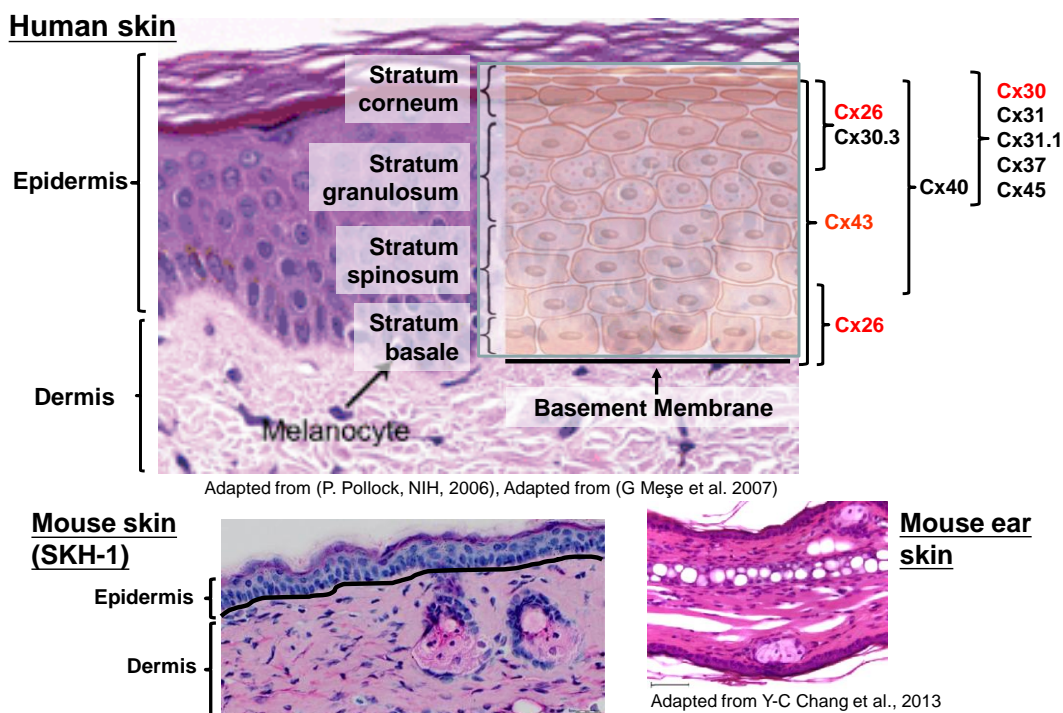 Human skin
Epidermis
Dermis
Stratum
corneum
Stratum
granulosum
Stratum
spinosum
Stratum
basale
Melanocyte
Basement Membrane
Cx26
Cx30.3
Cx43
Cx26
Cx40
Cx30
Cx31
Cx31.1
Cx37
Cx45
Adapted from (P. Pollock, NIH, 2006), Adapted from (G Meşe et al. 2007)
Mouse skin
(SKH-1)
Epidermis
Dermis
Mouse ear
skin
Adapted from Y-C Chang et al., 2013